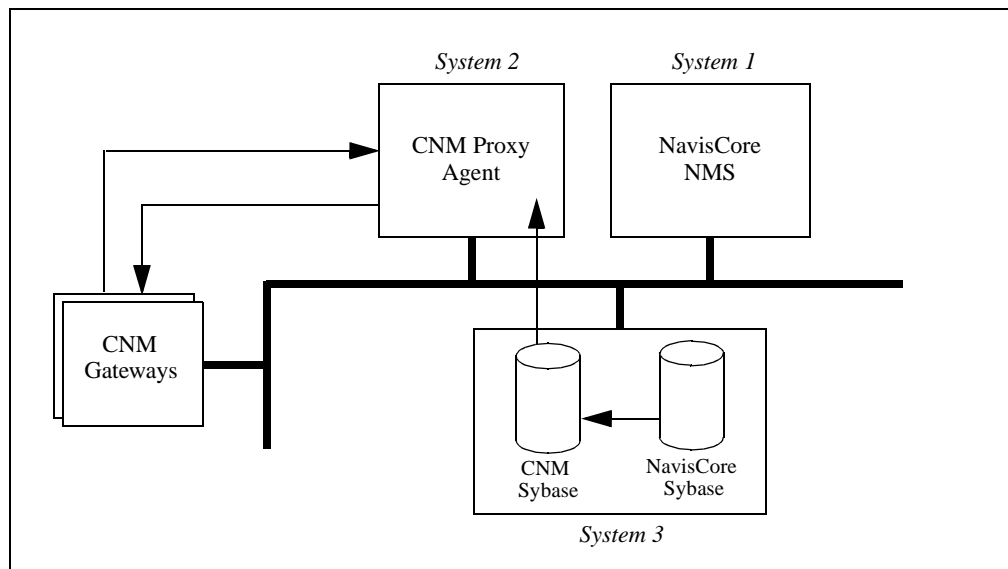 System 2
System 1
CNM Proxy
Agent
NavisCore
NMS
CNM
Gateways
CNM
Sybase
NavisCore
Sybase
System 3